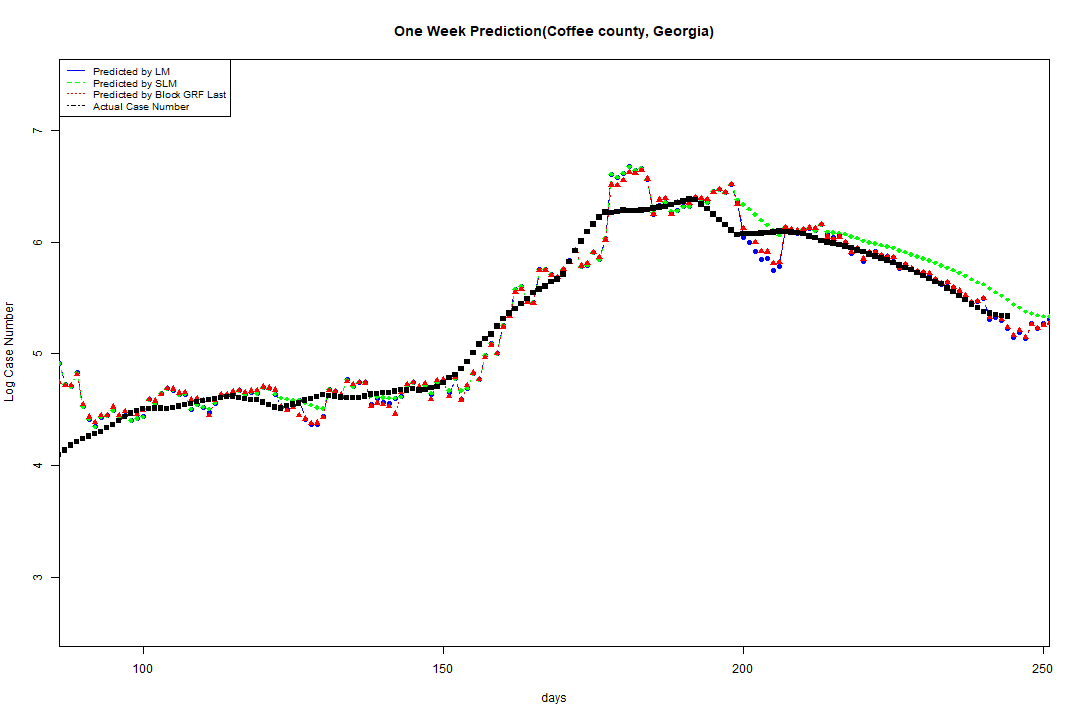 One Week Prediction(Coffee county, Georgia)
Predicted by LM
Predicted by SLM
Predicted by Block GRF Last
Actual Case Number
7
6
5
4
3
Log Case Number
100 150 200 250
days